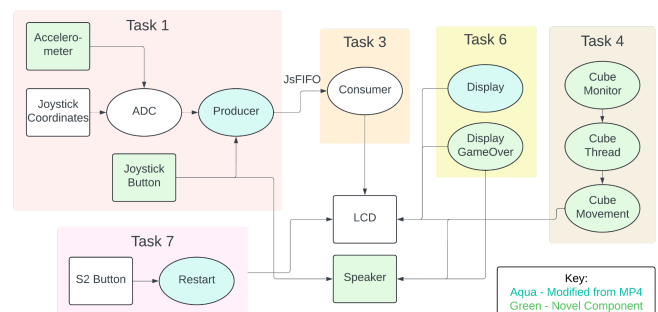 Task 1
Accelero-
meter
Joystick
Coordinates
ADC
Producer
Joystick
Button
JsFIFO
Task 3
Consumer
LCD
Speaker
Task 6
Display
Display
GameOver
Task 4
Cube
Monitor
Cube
Thread
Cube
Movement
Task 7
S2 Button
Restart
Key:
Aqua - Modified from MP4
Green - Novel Component